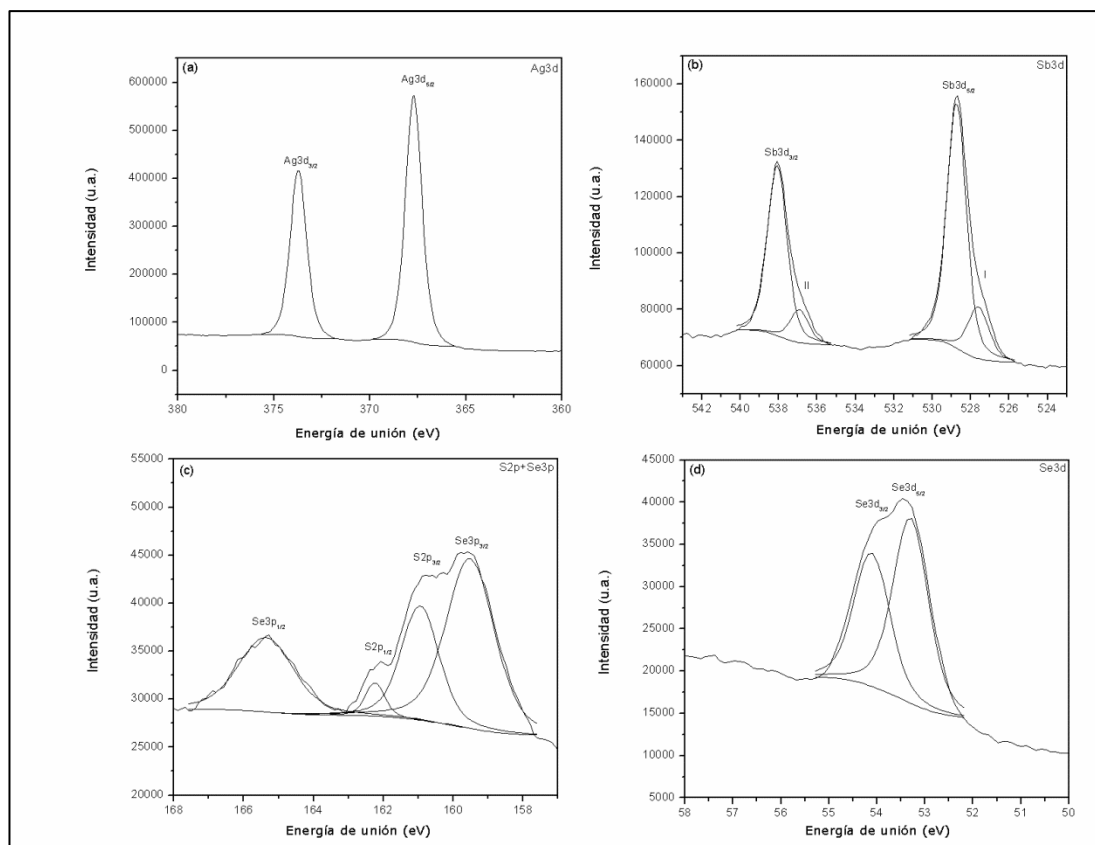 (a) Ag3d
Ag3d5/2
Ag3d3/2
600000
500000
400000
300000
200000
100000
0
Intensidad (u.a.)
380 375 370 365 360
Energía de unión (eV)
(b) Sb3d
Sb3d5/2
Sb3d3/2
II
I
160000
140000
120000
100000
80000
60000
Intensidad (u.a.)
542 540 538 536 534 532 530 528 526 524
Energía de unión (eV)
(c) S2p+Se3p
Se3p3/2
S2p3/2
S2p1/2
Se3p1/2
55000
50000
45000
40000
35000
30000
25000
20000
Intensidad (u.a.)
168 166 164 162 160 158
Energía de unión (eV)
(d) Se3d
Se3d5/2
Se3d3/2
45000
40000
35000
30000
25000
20000
15000
10000
5000
Intensidad (u.a.)
58 57 56 55 54 53 52 51 50
Energía de unión (eV)